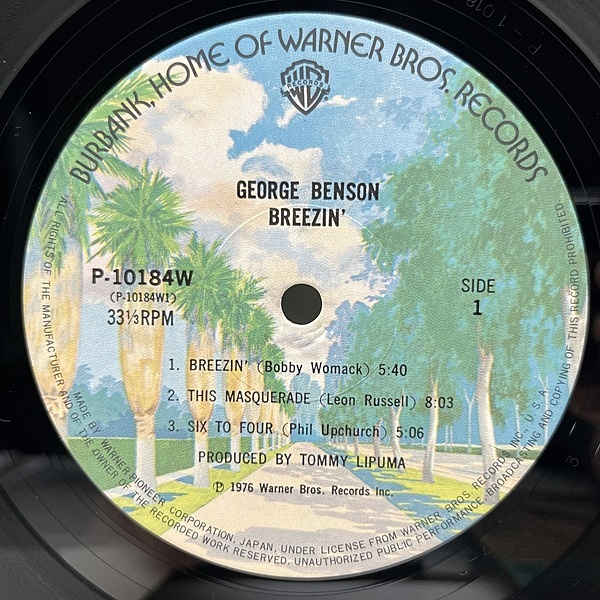 BURBANK, HOME OF WARNER BROS. RECORDS
WB
RECORDS
GEORGE BENSON
BREEZIN'
P-10184W
(P-10184W1)
33⅓RPM
SIDE
1
1. BREEZIN' (Bobby Womack) 5:40
2. THIS MASQUERADE (Leon Russell) 8:03
3. SIX TO FOUR (Phil Upchurch) 5:06
PRODUCED BY TOMMY LIPUMA
℗ 1976 Warner Bros. Records Inc.
MADE BY WARNER-PIONEER CORPORATION, JAPAN, UNDER LICENSE FROM WARNER BROS. RECORDS INC., U.S.A.
ALL RIGHTS OF THE MANUFACTURER AND OF THE OWNER OF THE RECORDED WORK RESERVED. UNAUTHORIZED PUBLIC PERFORMANCE, BROADCASTING AND COPYING OF THIS RECORD PROHIBITED.